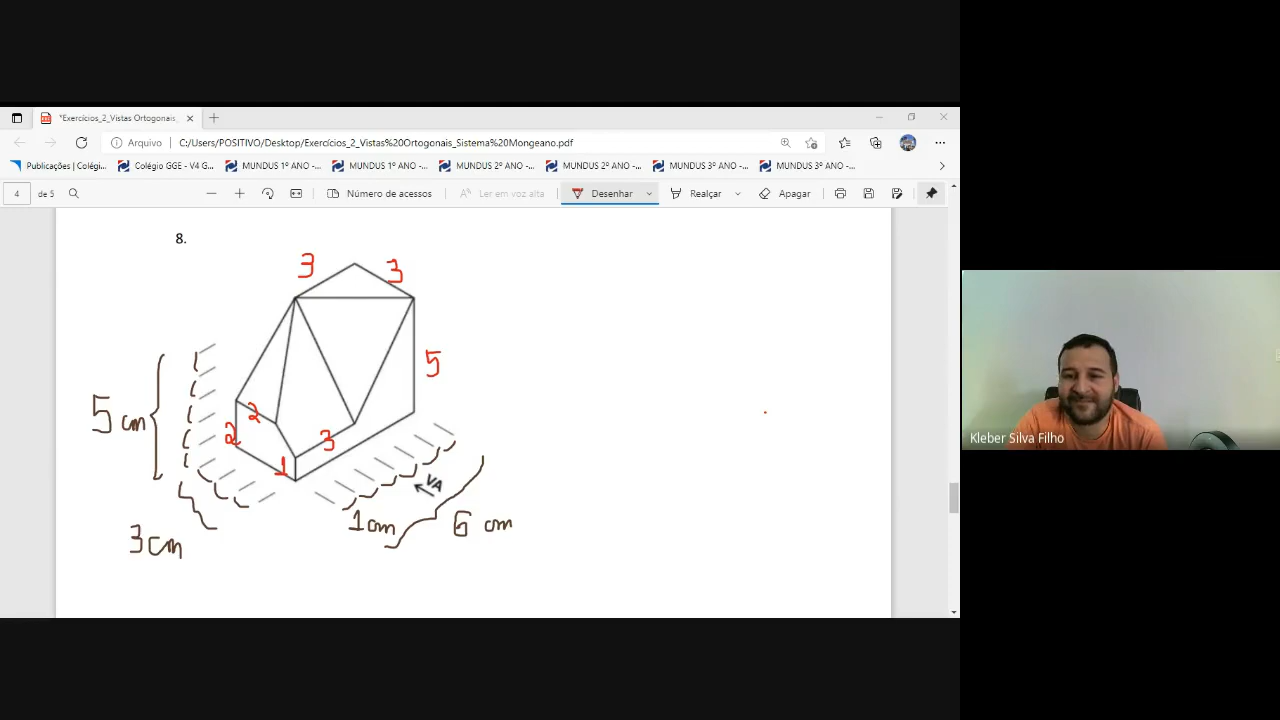 *Exercícios_2_Vistas Ortogonais_
Arquivo C:/Users/POSITIVO/Desktop/Exercícios_2_Vistas%20Ortogonais_Sistema%20Mongeano.pdf
Publicações | Colégi... Colégio GGE - V4 G... MUNDUS 1º ANO -... MUNDUS 1º ANO -... MUNDUS 2º ANO -... MUNDUS 2º ANO -... MUNDUS 3º ANO -... MUNDUS 3º ANO -...
4 de 5 Número de acessos Ler em voz alta Desenhar Realçar Apagar
8.
3 3
5
5 cm
2
2
3
1
VA
1cm 6 cm
3cm
Kleber Silva Filho